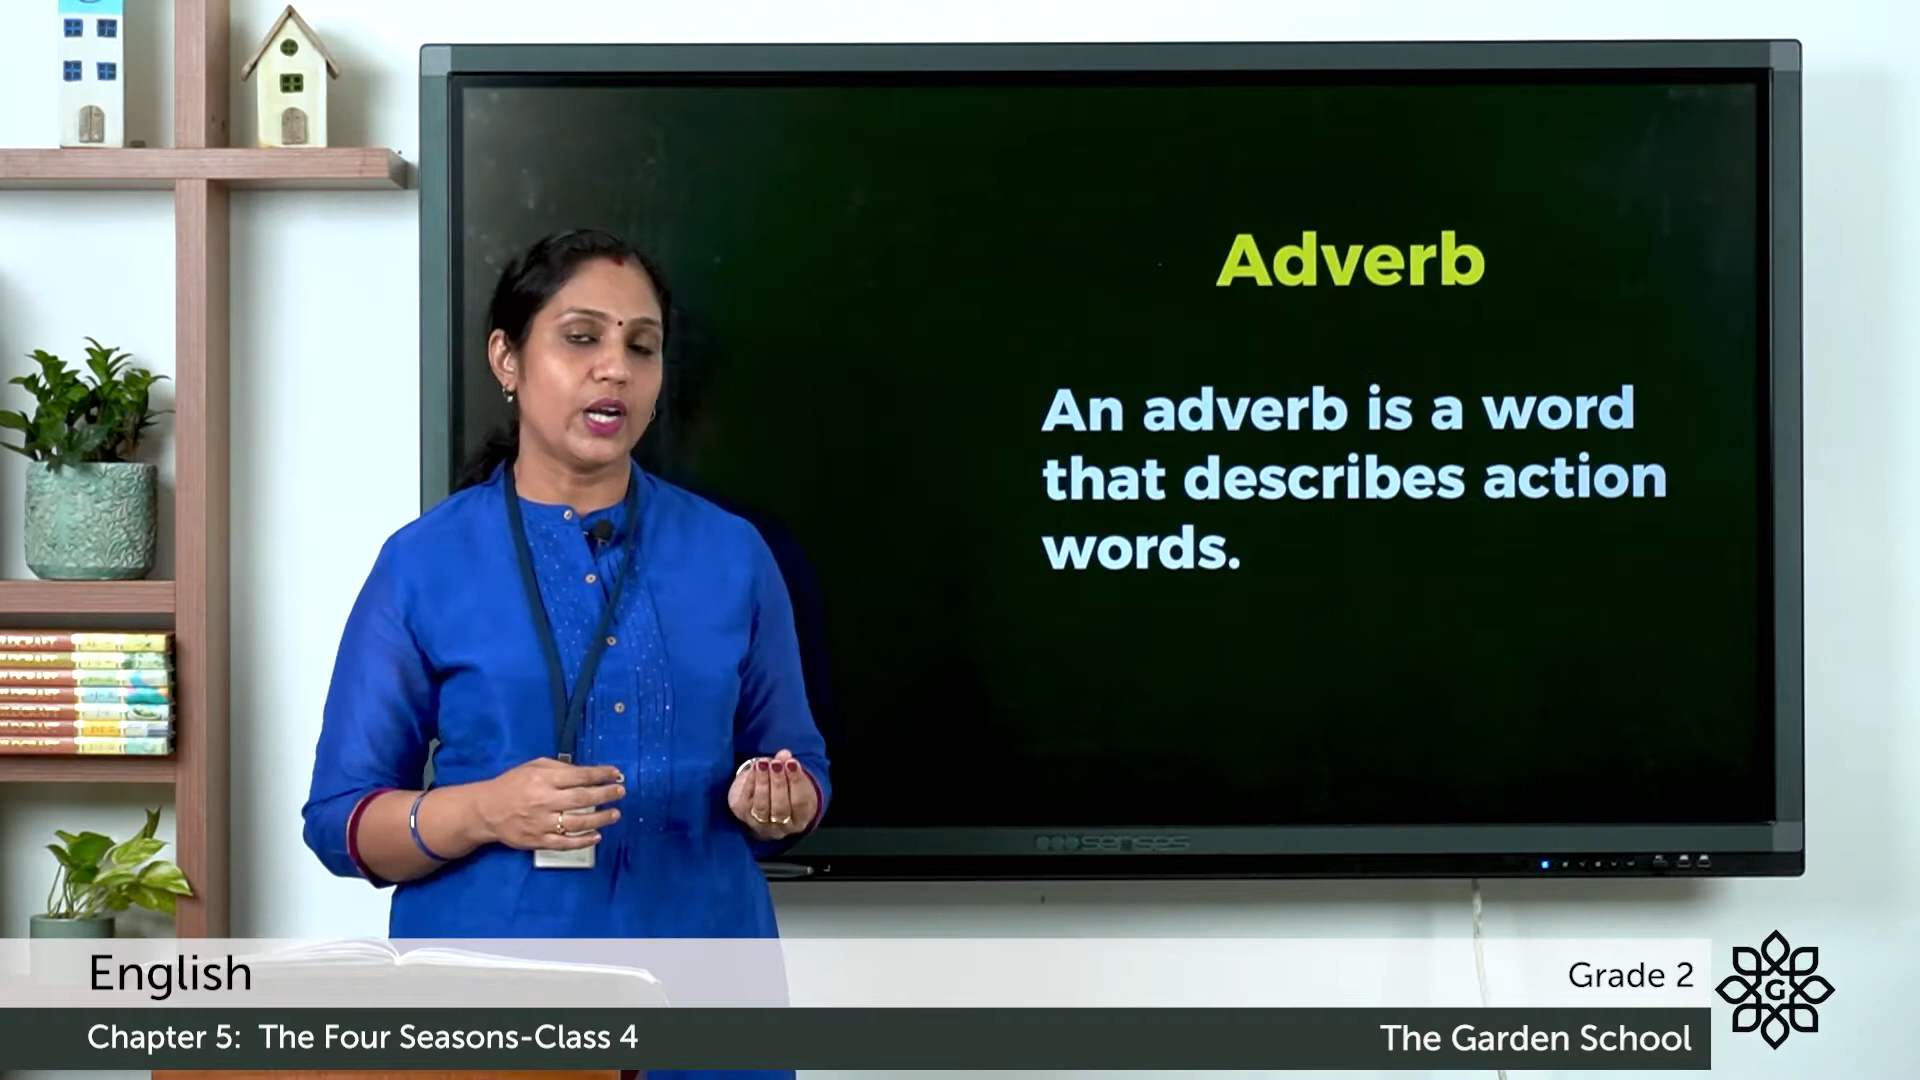 Adverb
An adverb is a word
that describes action
words.
senses
English
Grade 2
Chapter 5: The Four Seasons-Class 4
The Garden School
G